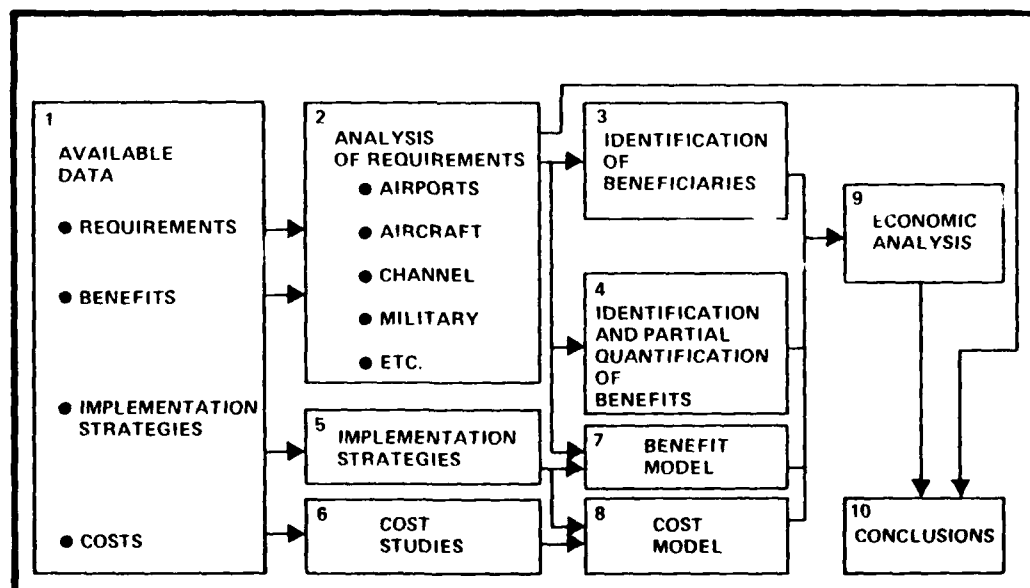 1
AVAILABLE
DATA
● REQUIREMENTS
● BENEFITS
● IMPLEMENTATION
STRATEGIES
● COSTS
2
ANALYSIS
OF REQUIREMENTS
● AIRPORTS
● AIRCRAFT
● CHANNEL
● MILITARY
● ETC.
5
IMPLEMENTATION
STRATEGIES
6
COST
STUDIES
3
IDENTIFICATION
OF
BENEFICIARIES
4
IDENTIFICATION
AND PARTIAL
QUANTIFICATION
OF
BENEFITS
7
BENEFIT
MODEL
8
COST
MODEL
9
ECONOMIC
ANALYSIS
10
CONCLUSIONS